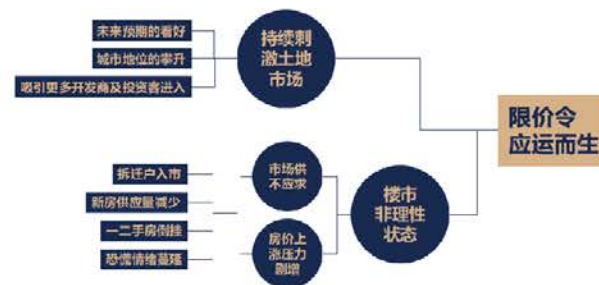 未来预期的看好
城市地位的攀升
吸引更多开发商及投资客进入
持续刺
激土地
市场
限价令
应运而生
拆迁户入市
新房供应量减少
一二手房倒挂
恐慌情绪蔓延
市场供
不应求
房价上
涨压力
剧增
楼市
非理性
状态